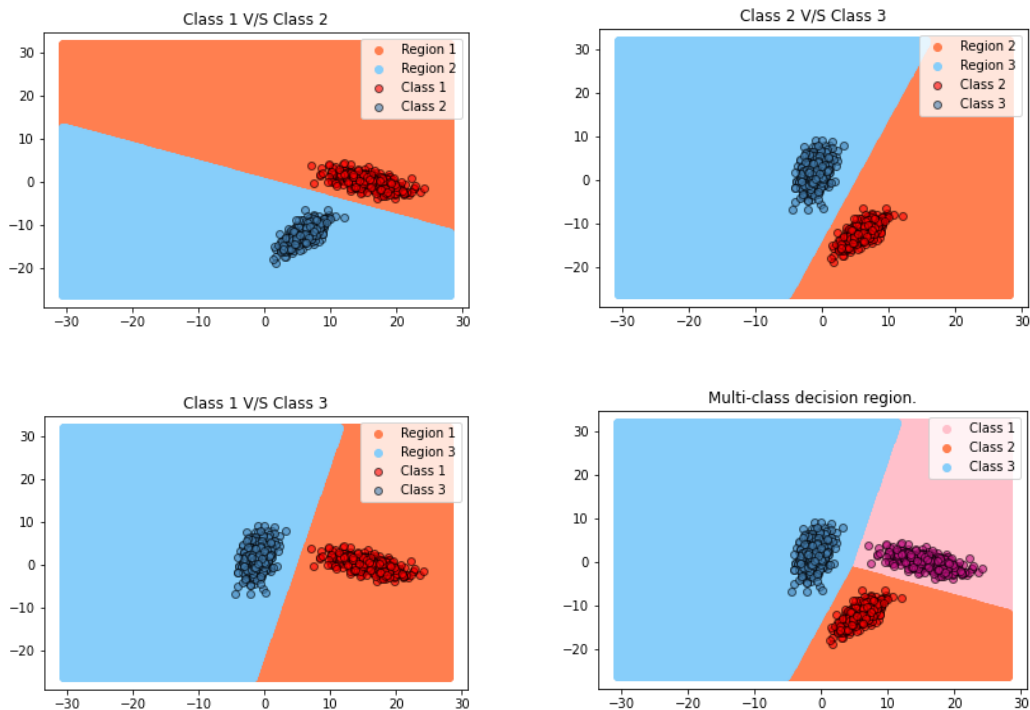 Class 1 V/S Class 2
30
20
10
0
−10
−20
−30 −20 −10 0 10 20 30
Region 1
Region 2
Class 1
Class 2
Class 2 V/S Class 3
30
20
10
0
−10
−20
−30 −20 −10 0 10 20 30
Region 2
Region 3
Class 2
Class 3
Class 1 V/S Class 3
30
20
10
0
−10
−20
−30 −20 −10 0 10 20 30
Region 1
Region 3
Class 1
Class 3
Multi-class decision region.
30
20
10
0
−10
−20
−30 −20 −10 0 10 20 30
Class 1
Class 2
Class 3